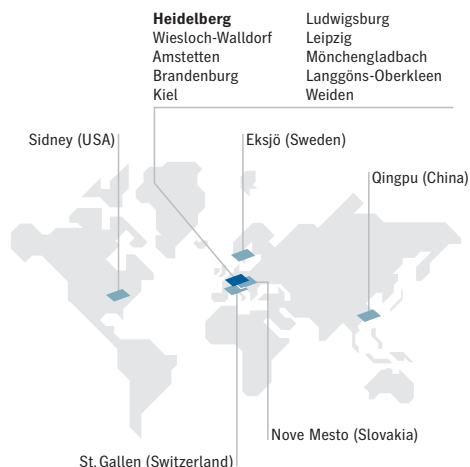 Heidelberg
Wiesloch-Walldorf
Amstetten
Brandenburg
Kiel
Ludwigsburg
Leipzig
Mönchengladbach
Langgöns-Oberkleen
Weiden
Sidney (USA)
Eksjö (Sweden)
Qingpu (China)
Nove Mesto (Slovakia)
St. Gallen (Switzerland)